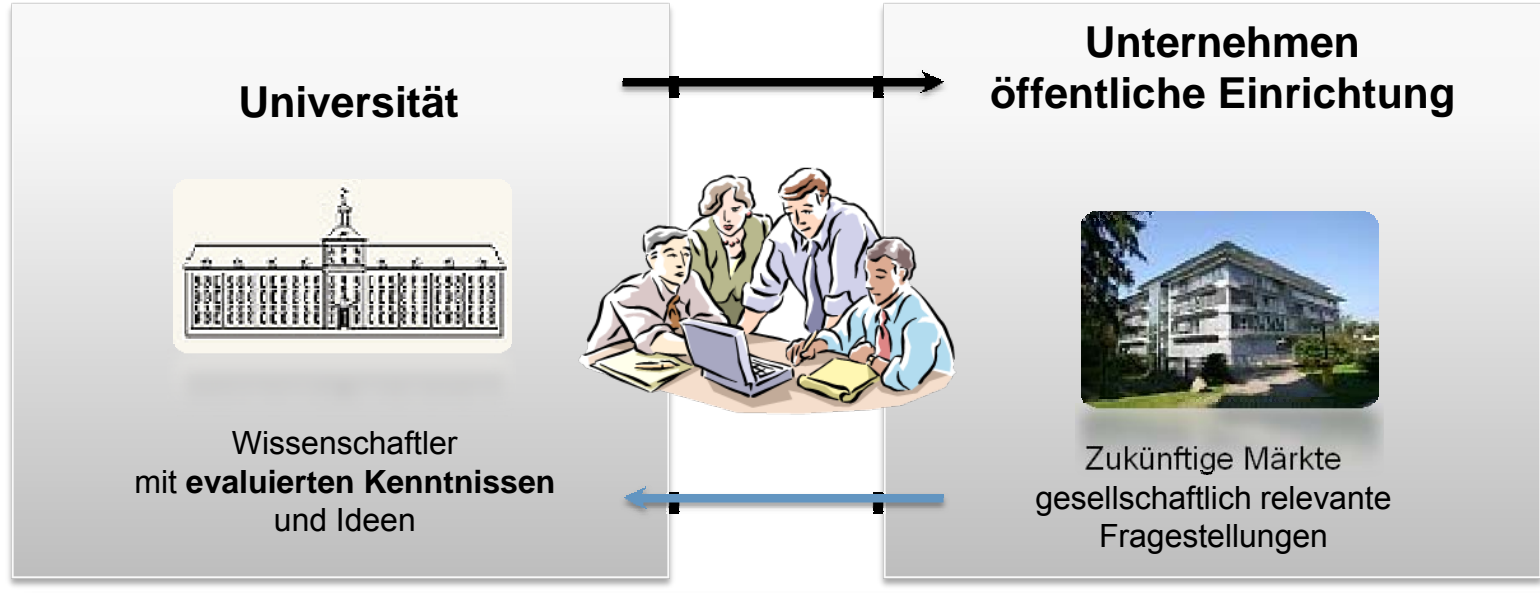 Universität
Wissenschaftler
mit evaluierten Kenntnissen
und Ideen
Unternehmen
öffentliche Einrichtung
Zukünftige Märkte
gesellschaftlich relevante
Fragestellungen